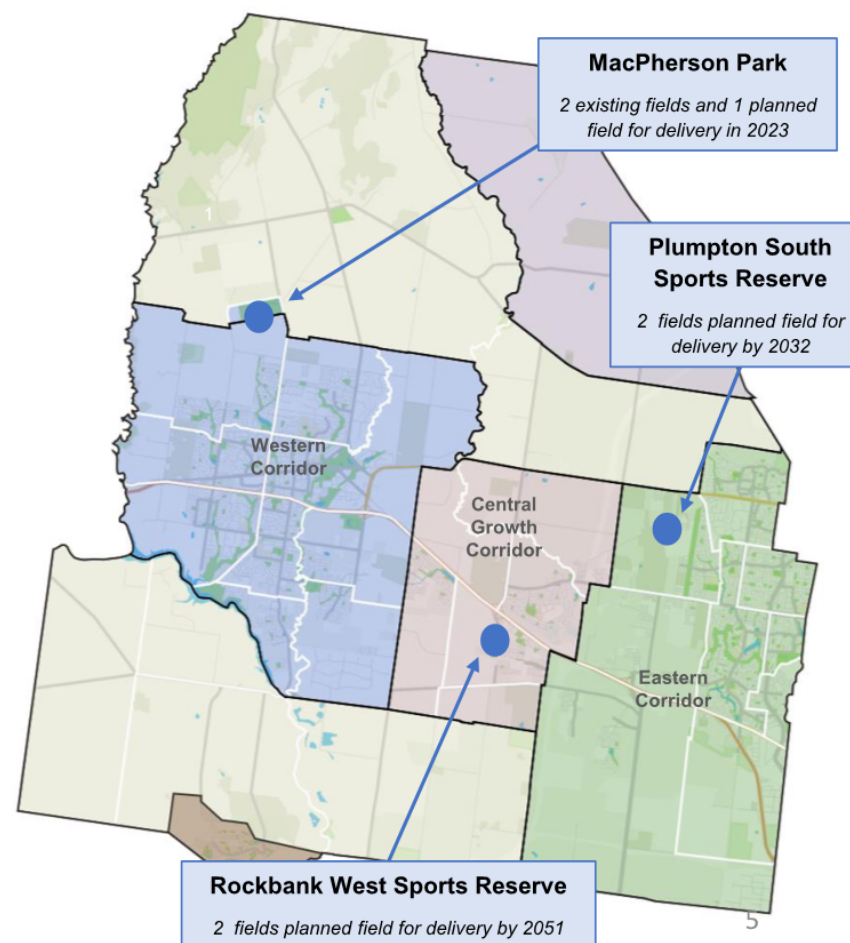 MacPherson Park
2 existing fields and 1 planned
field for delivery in 2023
1
Plumpton South
Sports Reserve
2 fields planned field for
delivery by 2032
Western
Corridor
Central
Growth
Corridor
Eastern
Corridor
Rockbank West Sports Reserve
2 fields planned field for delivery by 2051
5